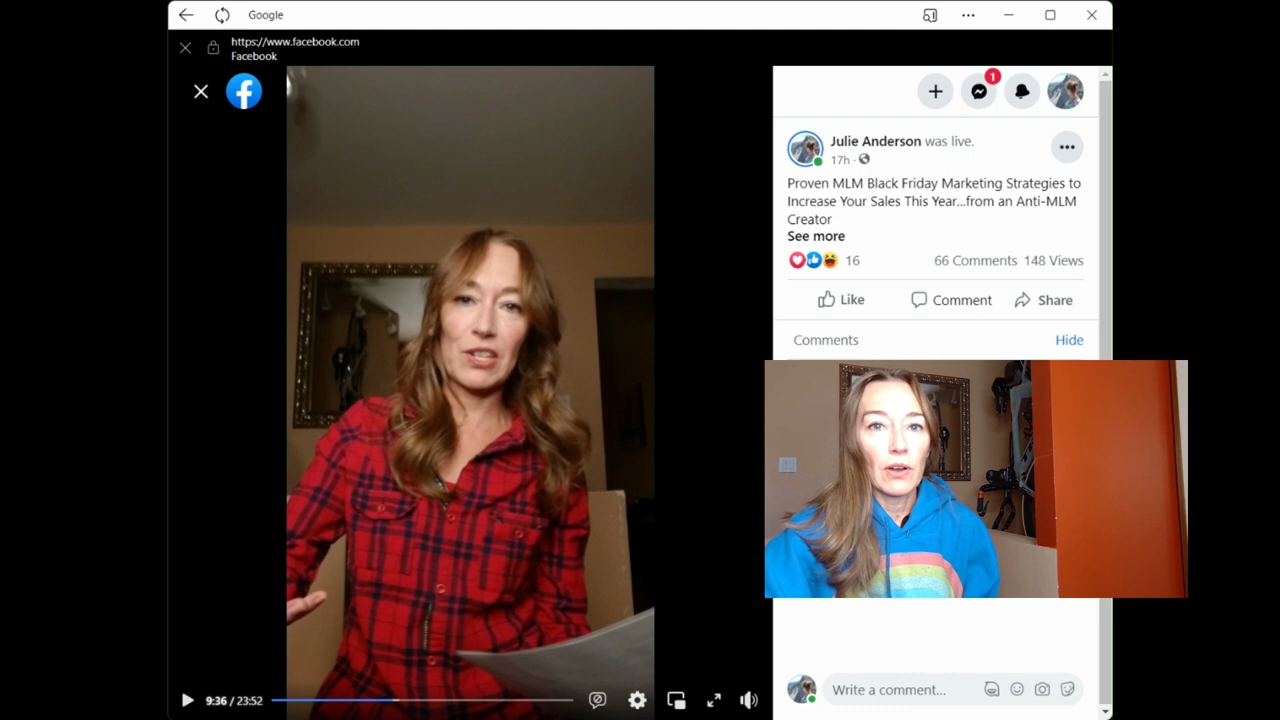 Google
https://www.facebook.com
Facebook
1
Julie Anderson was live.
17h ·
Proven MLM Black Friday Marketing Strategies to
Increase Your Sales This Year...from an Anti-MLM
Creator
See more
16
66 Comments 148 Views
Like
Comment
Share
Comments
Hide
9:36 / 23:52
Write a comment...